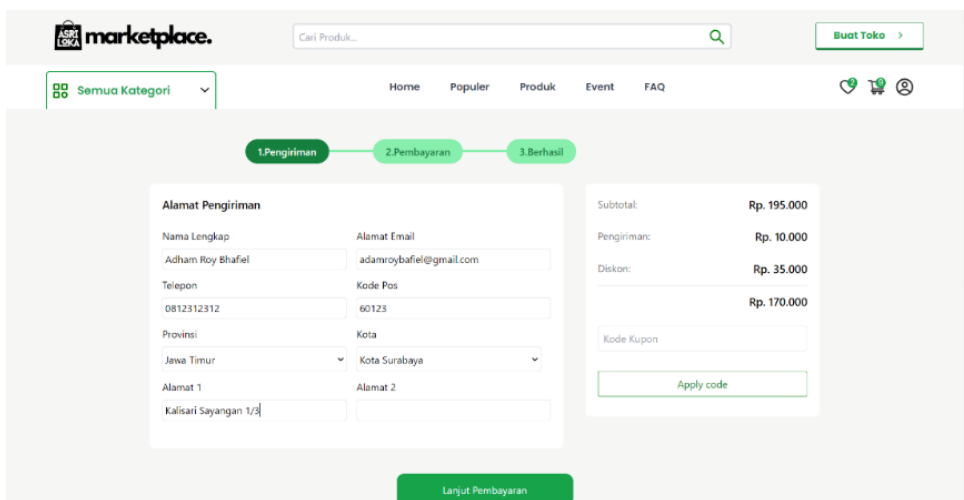 ASRI LOKA marketplace.
Cari Produk...
Buat Toko >
Semua Kategori
Home Populer Produk Event FAQ
1.Pengiriman 2.Pembayaran 3.Berhasil
Alamat Pengiriman
Nama Lengkap Alamat Email
Adham Roy Bhafiel adamroybafiel@gmail.com
Telepon Kode Pos
0812312312 60123
Provinsi Kota
Jawa Timur Kota Surabaya
Alamat 1 Alamat 2
Kalisari Sayangan 1/3
Subtotal: Rp. 195.000
Pengiriman: Rp. 10.000
Diskon: Rp. 35.000
Rp. 170.000
Kode Kupon
Apply code
Lanjut Pembayaran